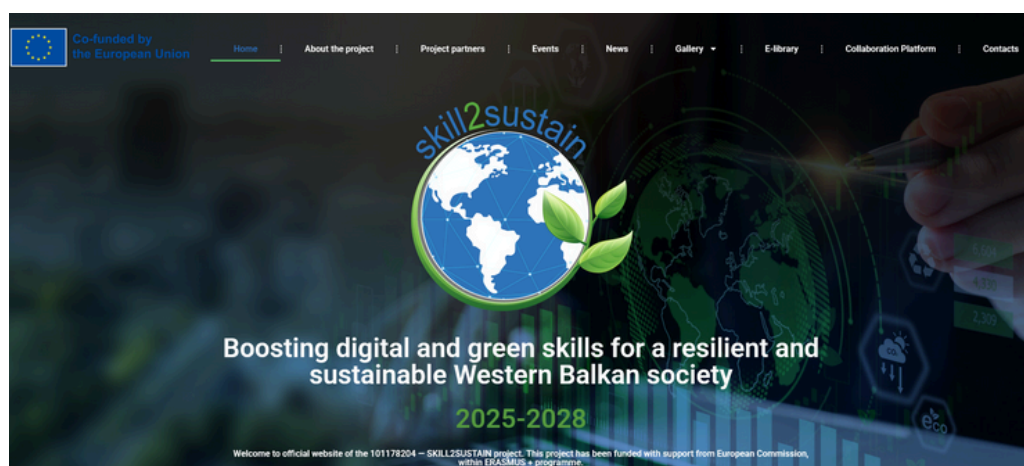 Co-funded by
the European Union
Home
About the project
Project partners
Events
News
Gallery
E-library
Collaboration Platform
Contacts
skill2sustain
CO₂
eco
Boosting digital and green skills for a resilient and
sustainable Western Balkan society
2025-2028
Welcome to official website of the 101178204 — SKILL2SUSTAIN project. This project has been funded with support from European Commission,
within ERASMUS + programme.